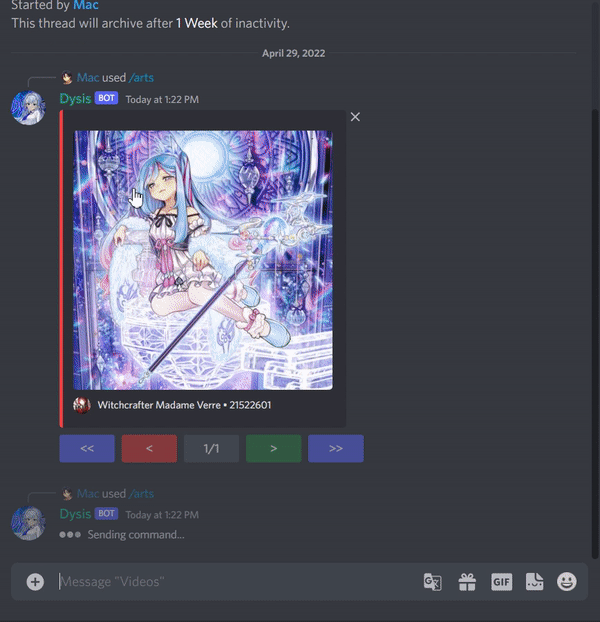 Started by Mac
This thread will archive after 1 Week of inactivity.
April 29, 2022
Mac used /arts
Dysis BOT Today at 1:22 PM
Witchcrafter Madame Verre • 21522601
<< < 1/1 > >>
Mac used /arts
Dysis BOT Today at 1:22 PM
Sending command...
Message "Videos" GIF